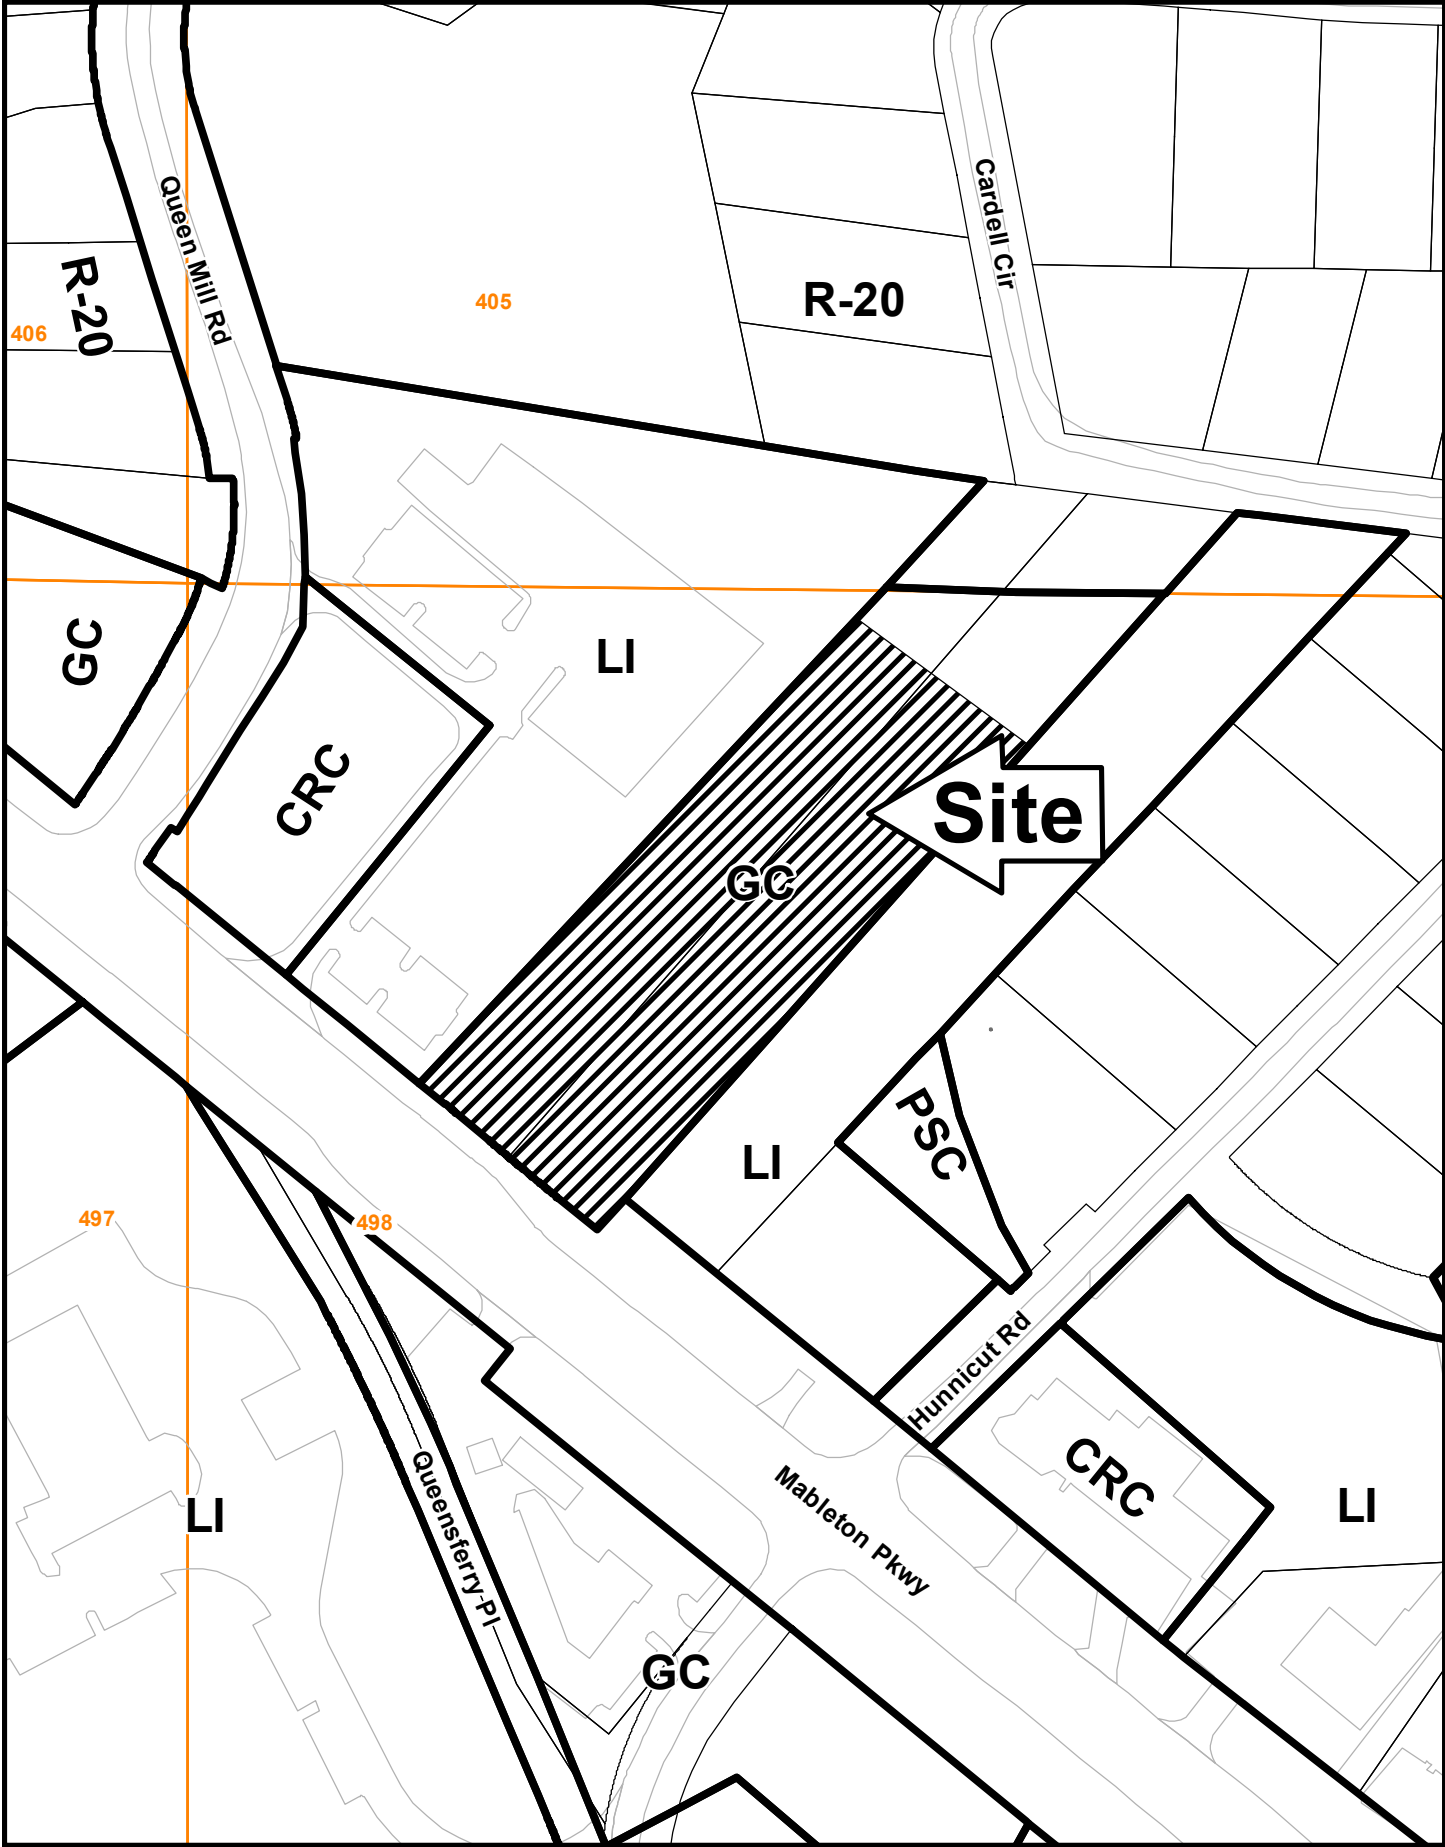 Queen Mill Rd
Cardell Cir
R-20
406
405
R-20
GC
LI
CRC
Site
GC
PSC
LI
497
498
Hunnicut Rd
Mableton Pkwy
CRC
LI
LI
Queensferry Pl
GC